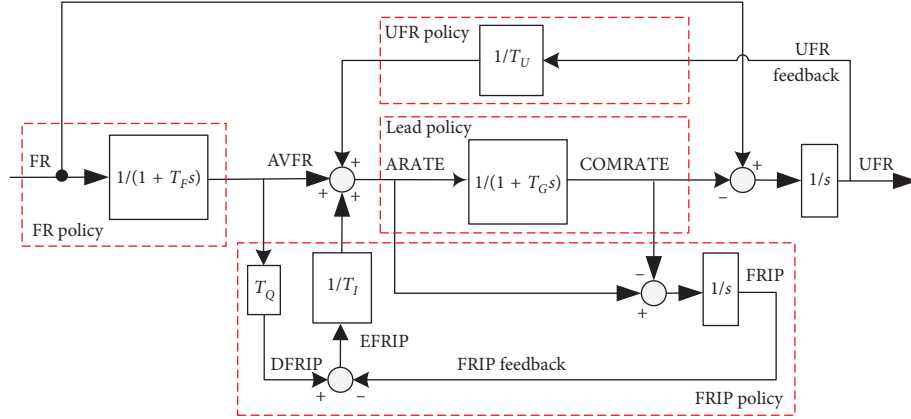 UFR policy
1/T_U
UFR
feedback
Lead policy
FR
1/(1 + T_F s)
AVFR
+
+
+
ARATE
1/(1 + T_G s)
COMRATE
+
−
1/s
UFR
FR policy
T_Q
1/T_I
−
+
1/s
FRIP
EFRIP
DFRIP
FRIP feedback
+
−
FRIP policy